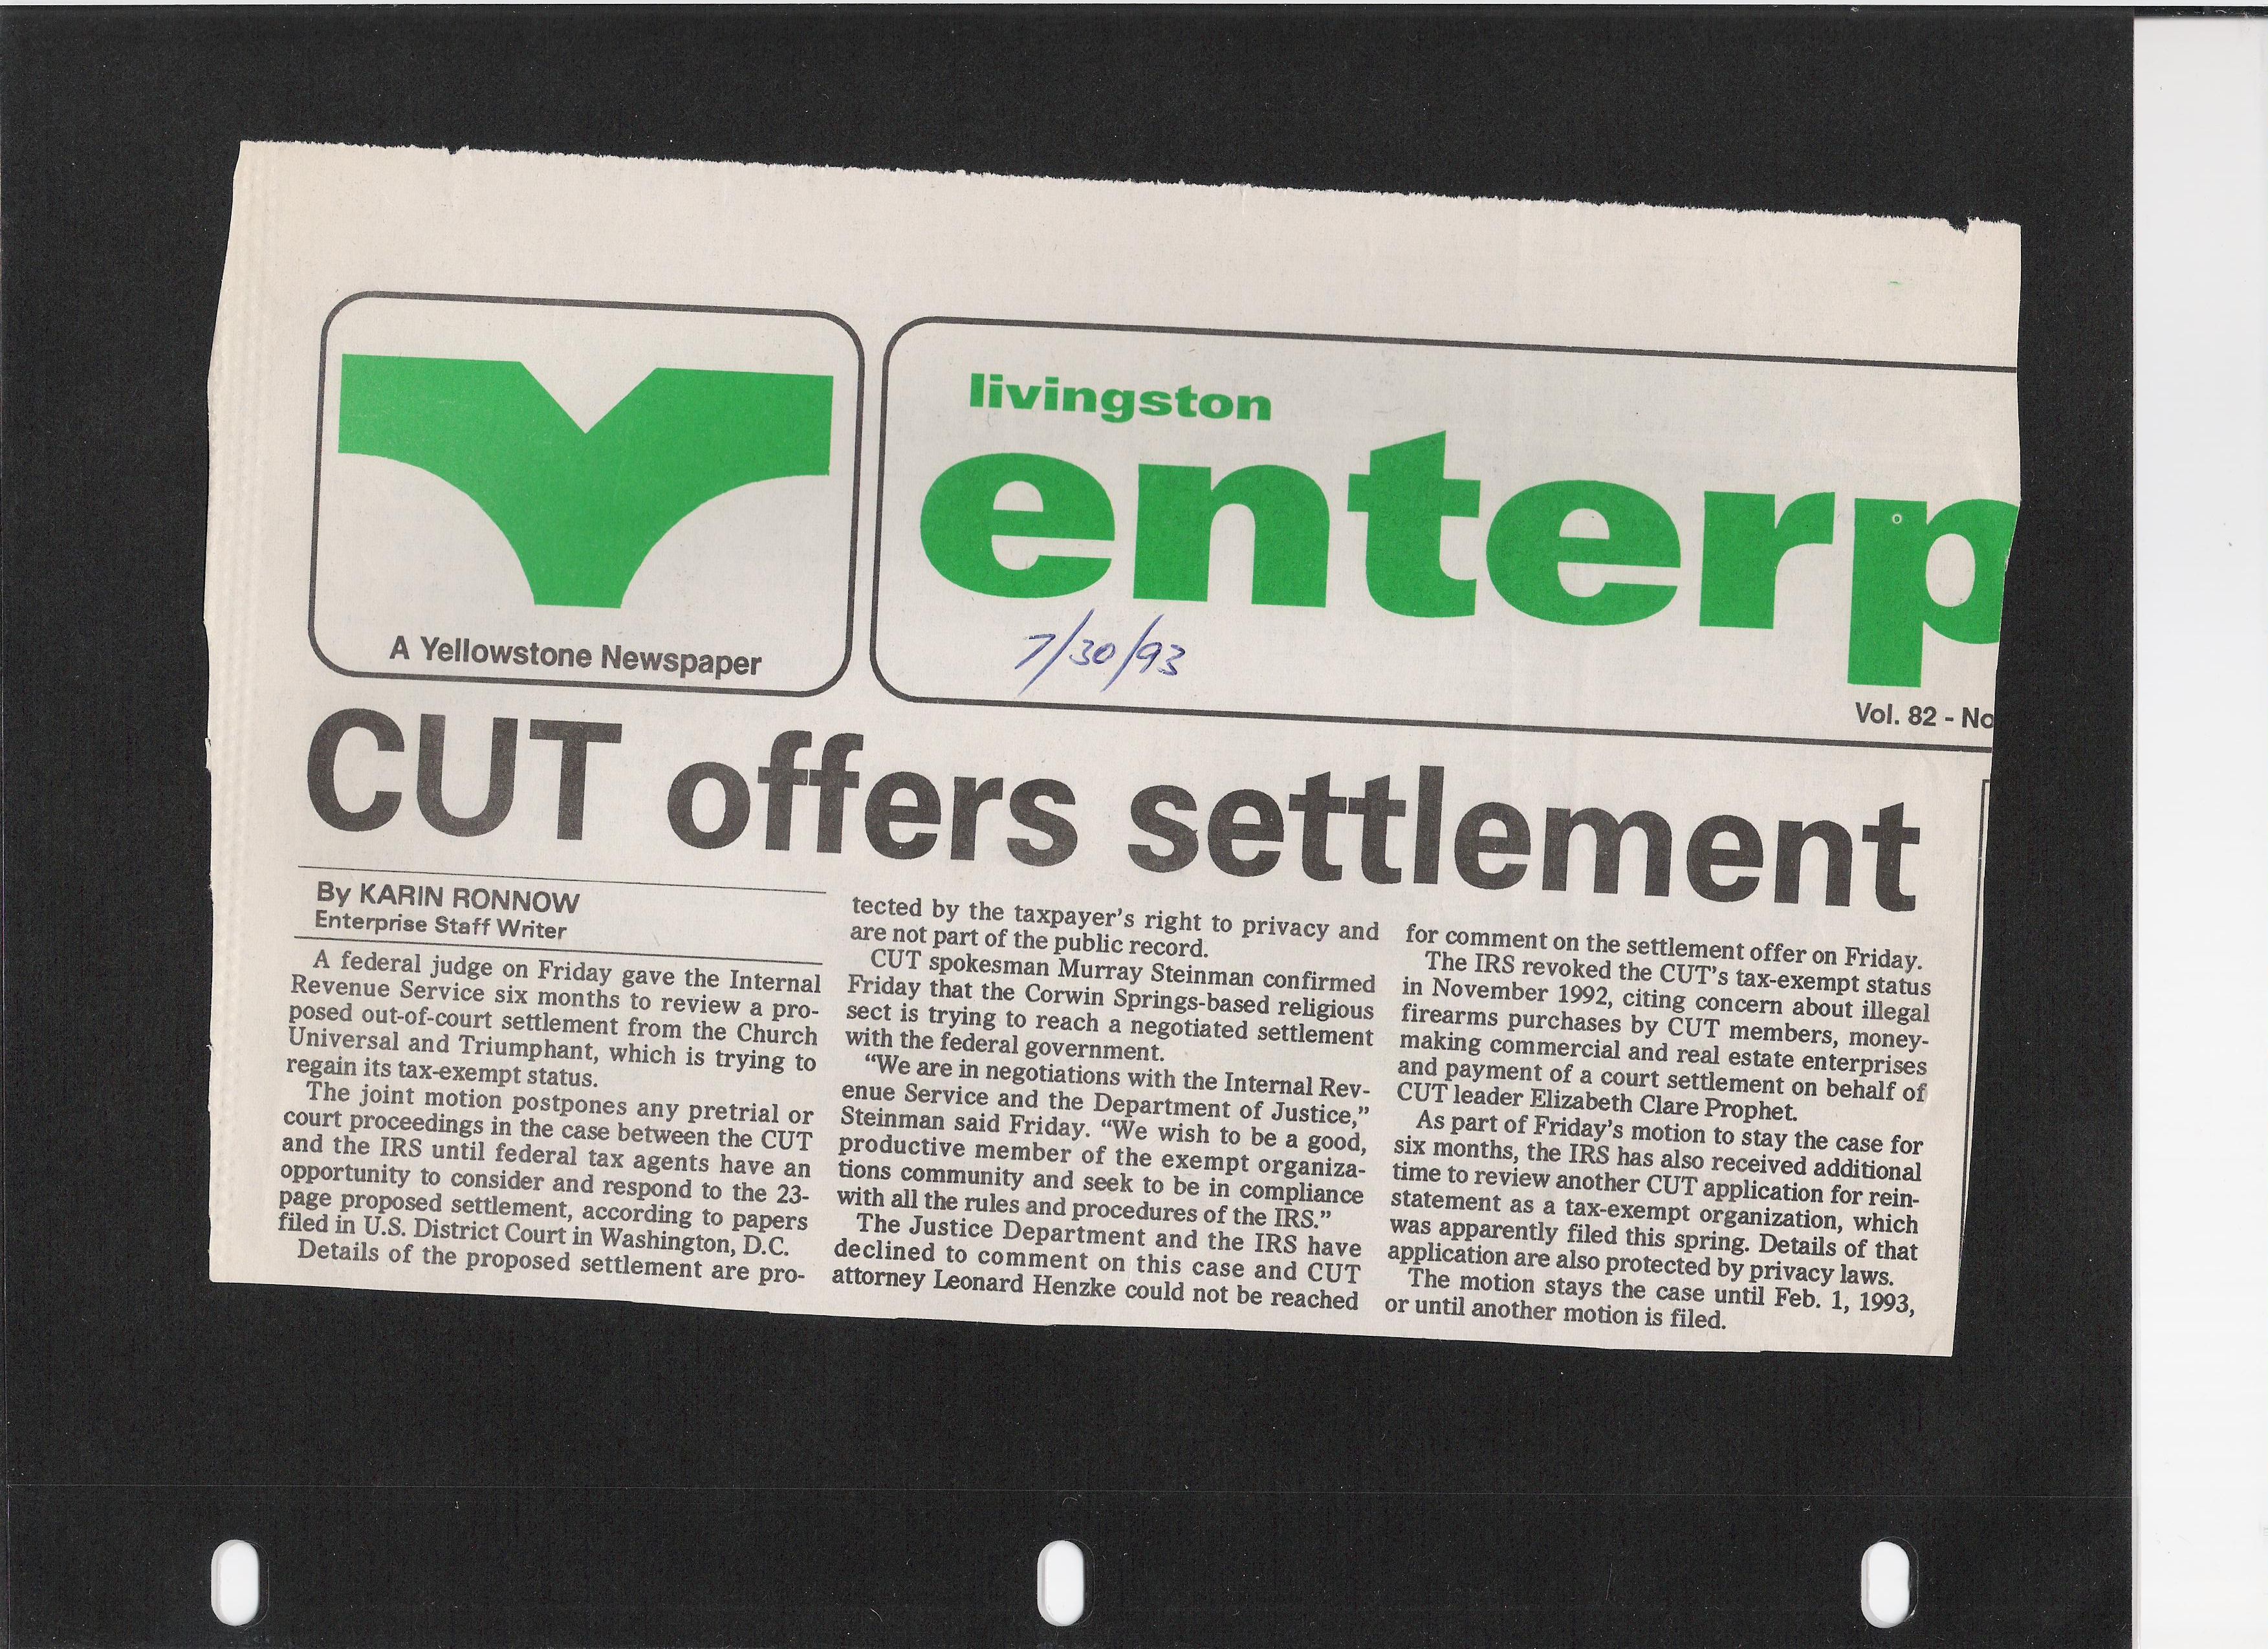 A Yellowstone Newspaper
livingston
enterp
7/30/93
Vol. 82 - No
CUT offers settlement
By KARIN RONNOW
Enterprise Staff Writer
A federal judge on Friday gave the Internal
Revenue Service six months to review a pro-
posed out-of-court settlement from the Church
Universal and Triumphant, which is trying to
regain its tax-exempt status.
The joint motion postpones any pretrial or
court proceedings in the case between the CUT
and the IRS until federal tax agents have an
opportunity to consider and respond to the 23-
page proposed settlement, according to papers
filed in U.S. District Court in Washington, D.C.
Details of the proposed settlement are pro-
tected by the taxpayer's right to privacy and
are not part of the public record.
CUT spokesman Murray Steinman confirmed
Friday that the Corwin Springs-based religious
sect is trying to reach a negotiated settlement
with the federal government.
“We are in negotiations with the Internal Rev-
enue Service and the Department of Justice,”
Steinman said Friday. “We wish to be a good,
productive member of the exempt organiza-
tions community and seek to be in compliance
with all the rules and procedures of the IRS.”
The Justice Department and the IRS have
declined to comment on this case and CUT
attorney Leonard Henzke could not be reached
for comment on the settlement offer on Friday.
The IRS revoked the CUT's tax-exempt status
in November 1992, citing concern about illegal
firearms purchases by CUT members, money-
making commercial and real estate enterprises
and payment of a court settlement on behalf of
CUT leader Elizabeth Clare Prophet.
As part of Friday's motion to stay the case for
six months, the IRS has also received additional
time to review another CUT application for rein-
statement as a tax-exempt organization, which
was apparently filed this spring. Details of that
application are also protected by privacy laws.
The motion stays the case until Feb. 1, 1993,
or until another motion is filed.